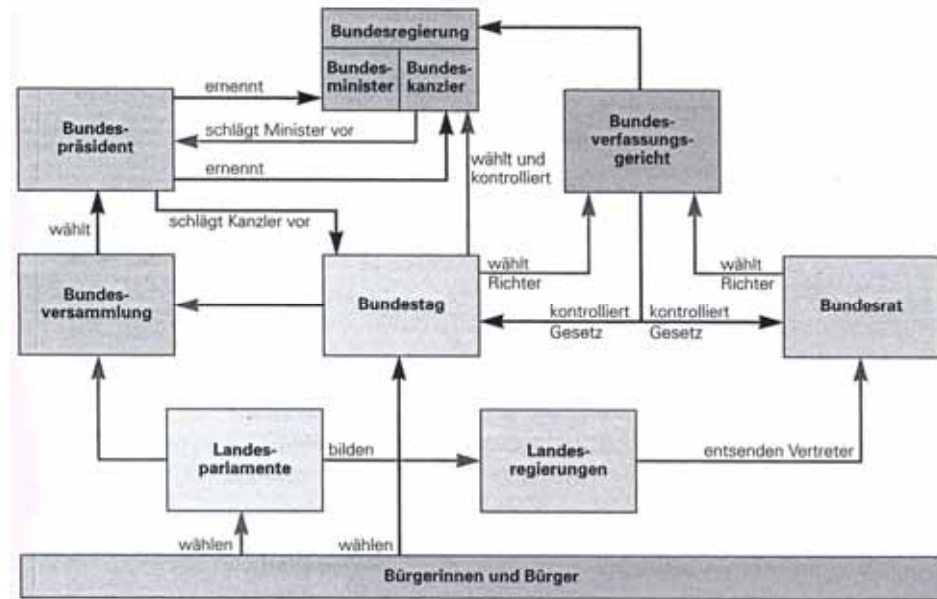 Bundesregierung
Bundes-
minister
Bundes-
kanzler
ernennt
Bundes-
präsident
schlägt Minister vor
ernennt
wählt und
kontrolliert
Bundes-
verfassungs-
gericht
wählt
schlägt Kanzler vor
Bundes-
versammlung
Bundestag
wählt
Richter
wählt
Richter
Bundesrat
kontrolliert
Gesetz
kontrolliert
Gesetz
Landes-
parlamente
bilden
Landes-
regierungen
entsenden Vertreter
wählen
wählen
Bürgerinnen und Bürger